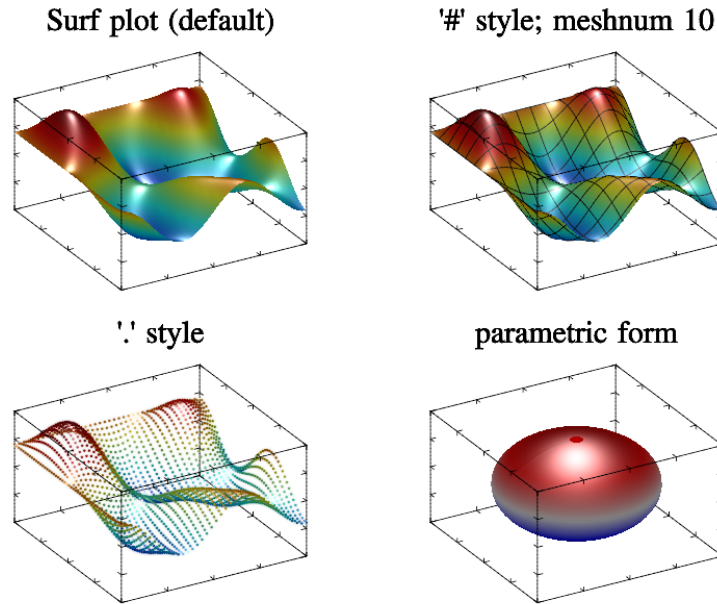 Surf plot (default)
'#' style; meshnum 10
'.' style
parametric form